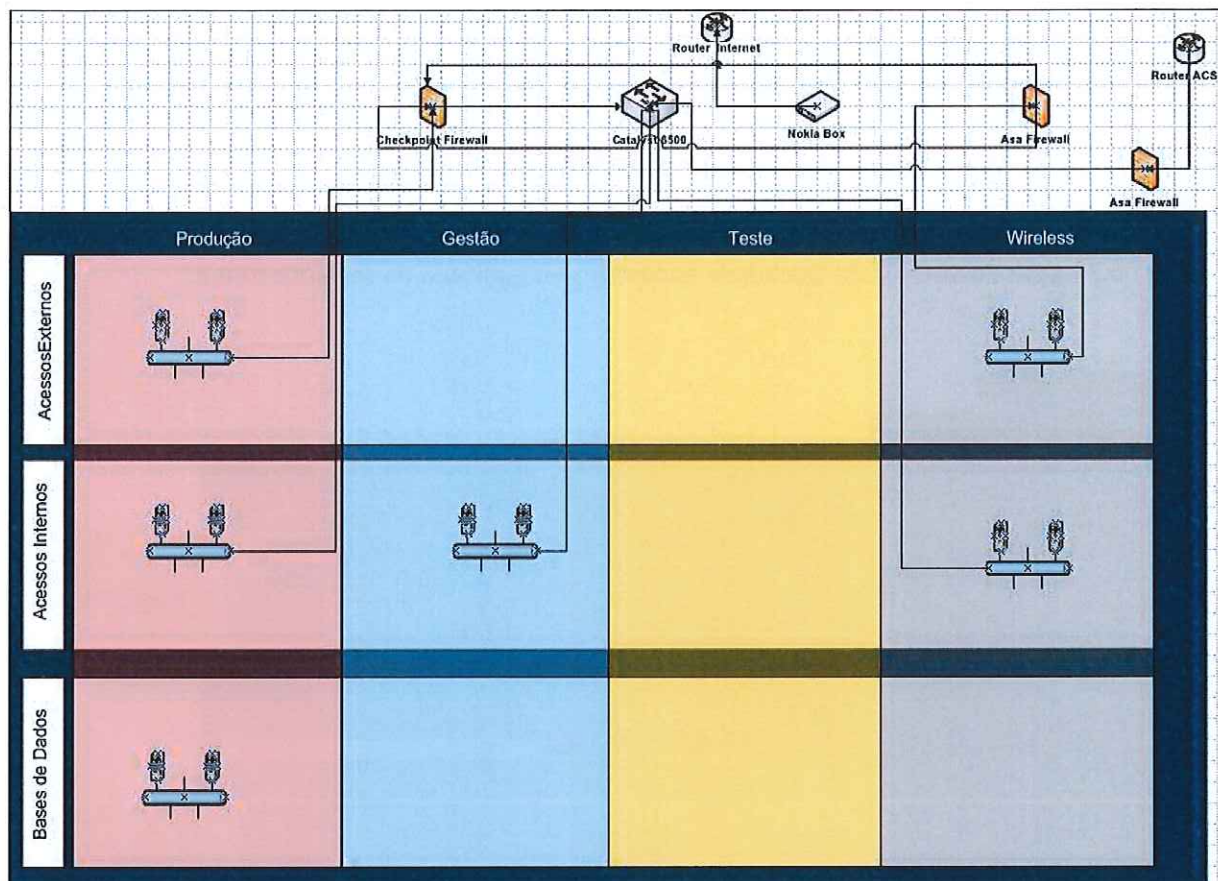 Router Internet
Router ACS
Checkpoint Firewall
Catalyst 6500
Nokia Box
Asa Firewall
Asa Firewall
Produção
Gestão
Teste
Wireless
AcessosExternos
Acessos Internos
Bases de Dados